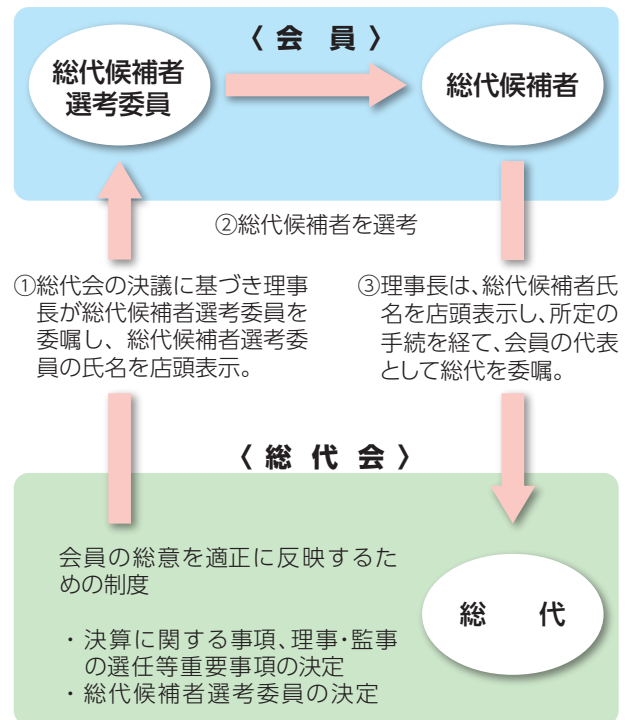 〈 会 員 〉
総代候補者
選考委員
総代候補者
②総代候補者を選考
①総代会の決議に基づき理事
長が総代候補者選考委員を
委嘱し、総代候補者選考委
員の氏名を店頭表示。
③理事長は、総代候補者氏
名を店頭表示し、所定の
手続を経て、会員の代表
として総代を委嘱。
〈 総 代 会 〉
会員の総意を適正に反映するた
めの制度
・決算に関する事項、理事・監事
の選任等重要事項の決定
・総代候補者選考委員の決定
総 代